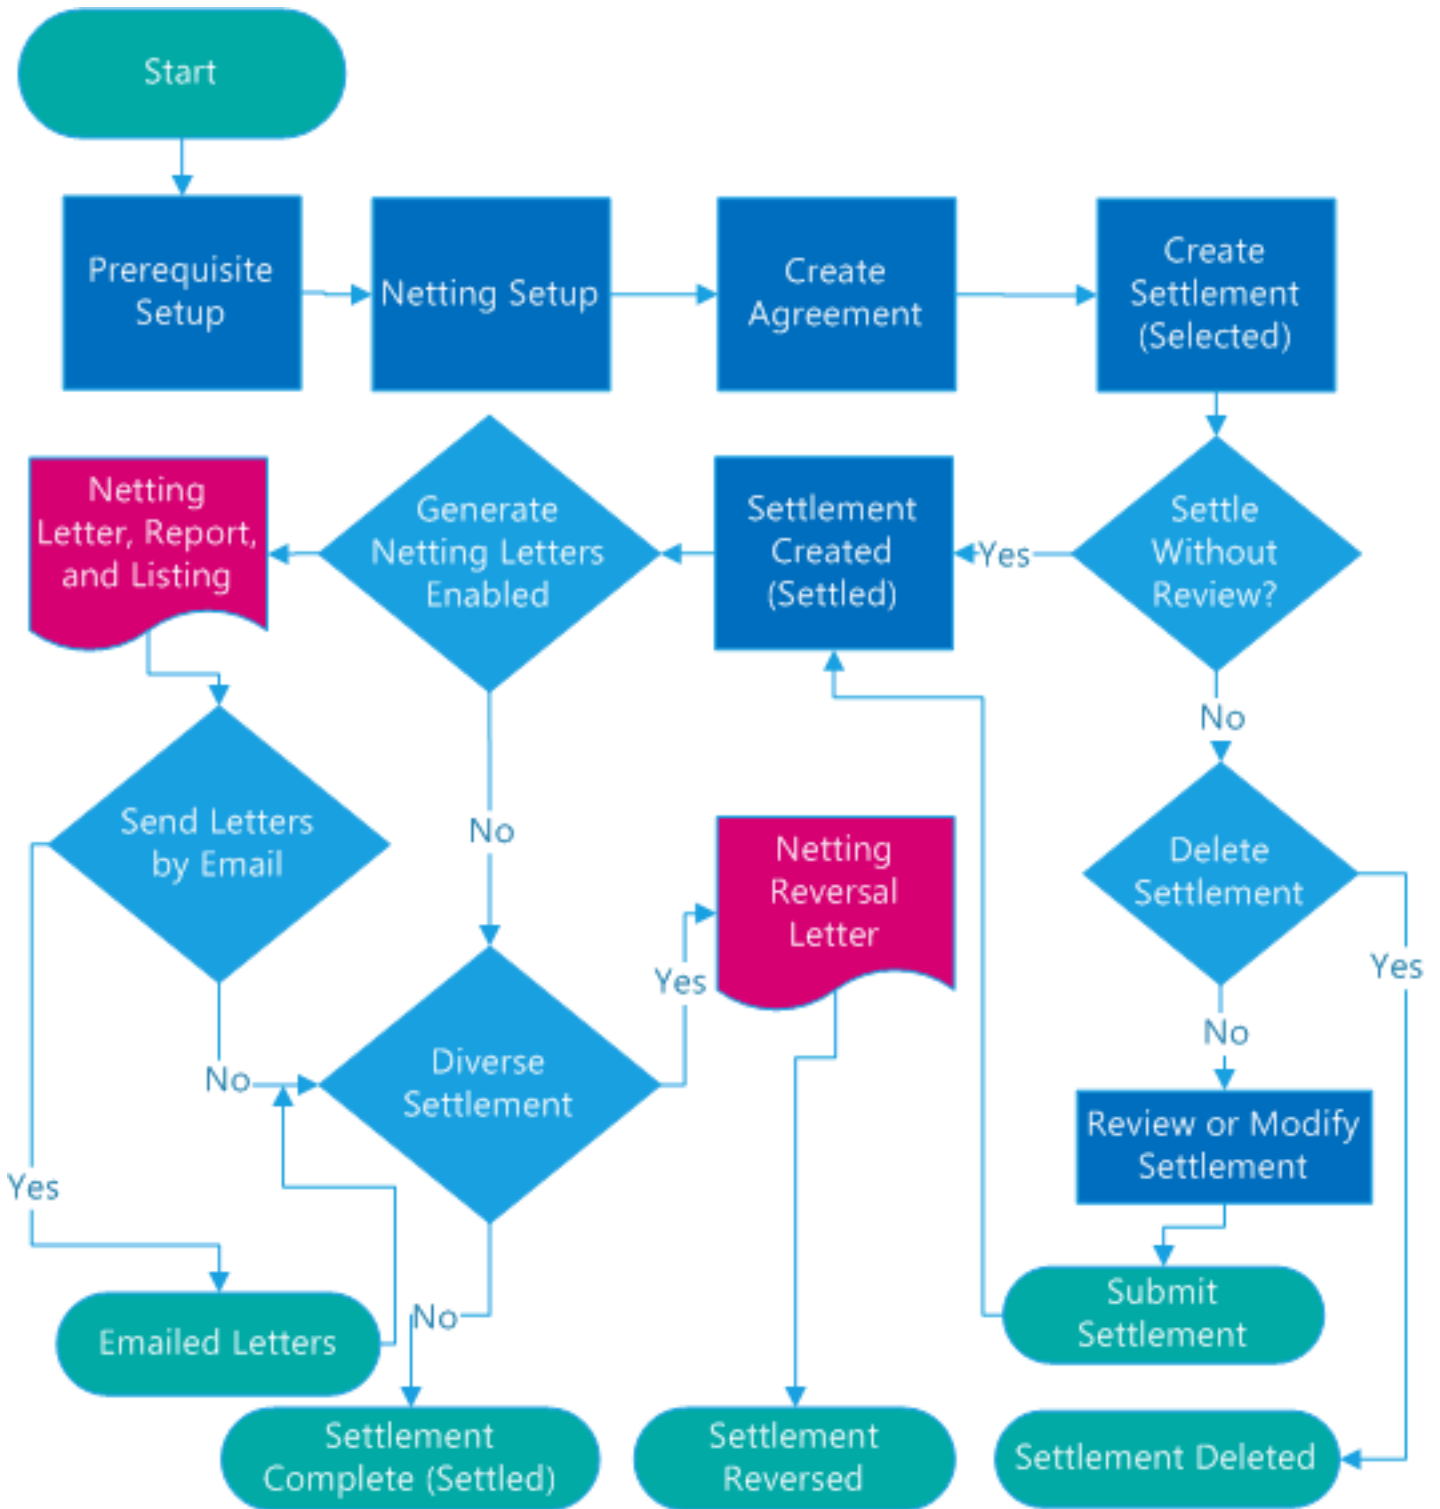 Start
Prerequisite
Setup
Netting Setup
Create
Agreement
Create
Settlement
(Selected)
Netting
Letter, Report,
and Listing
Generate
Netting Letters
Enabled
Settlement
Created
(Settled)
Yes
Settle
Without
Review?
No
Send Letters
by Email
No
Netting
Reversal
Letter
Delete
Settlement
Yes
Yes
No
Diverse
Settlement
No
Review or Modify
Settlement
Yes
Submit
Settlement
Emailed Letters
No
Settlement
Complete (Settled)
Settlement
Reversed
Settlement Deleted